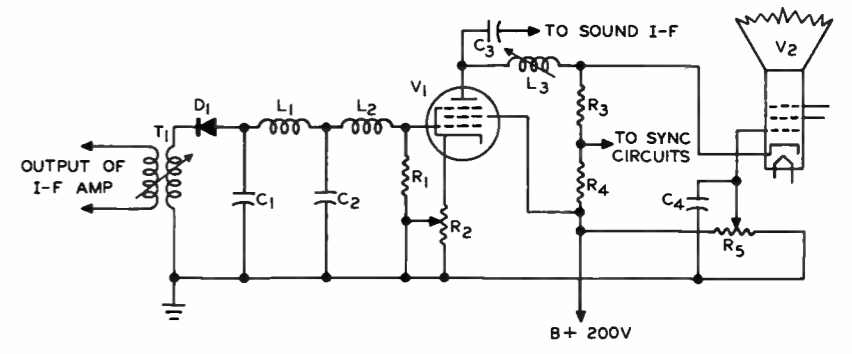 C3
TO SOUND I-F
V2
V1
L3
D1
L1
L2
R3
T1
TO SYNC
CIRCUITS
OUTPUT OF
I-F AMP
R1
R4
C1
C2
R2
C4
R5
B+ 200V